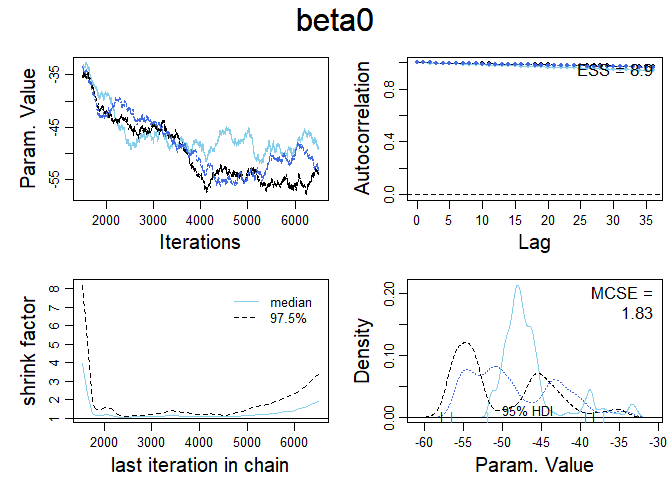 beta0
Param. Value
-35
-45
-55
2000 3000 4000 5000 6000
Iterations
Autocorrelation
0.8
0.4
0.0
ESS = 8.9
0 5 10 15 20 25 30 35
Lag
shrink factor
8
7
6
5
4
3
2
1
median
97.5%
2000 3000 4000 5000 6000
last iteration in chain
Density
0.20
0.10
0.00
MCSE =
1.83
95% HDI
-60 -55 -50 -45 -40 -35 -30
Param. Value